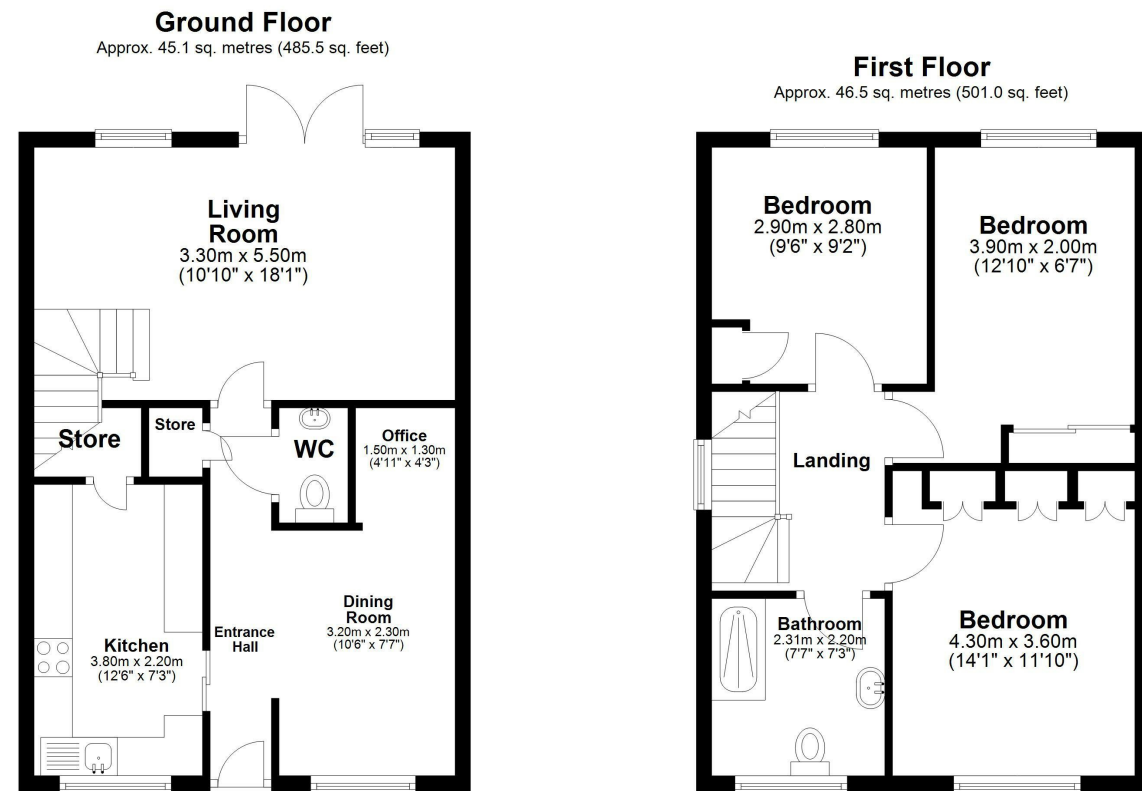 Ground Floor
Approx. 45.1 sq. metres (485.5 sq. feet)
Living
Room
3.30m x 5.50m
(10'10" x 18'1")
Store
Store
WC
Office
1.50m x 1.30m
(4'11" x 4'3")
Kitchen
3.80m x 2.20m
(12'6" x 7'3")
Entrance
Hall
Dining
Room
3.20m x 2.30m
(10'6" x 7'7")
First Floor
Approx. 46.5 sq. metres (501.0 sq. feet)
Bedroom
2.90m x 2.80m
(9'6" x 9'2")
Bedroom
3.90m x 2.00m
(12'10" x 6'7")
Landing
Bathroom
2.31m x 2.20m
(7'7" x 7'3")
Bedroom
4.30m x 3.60m
(14'1" x 11'10")